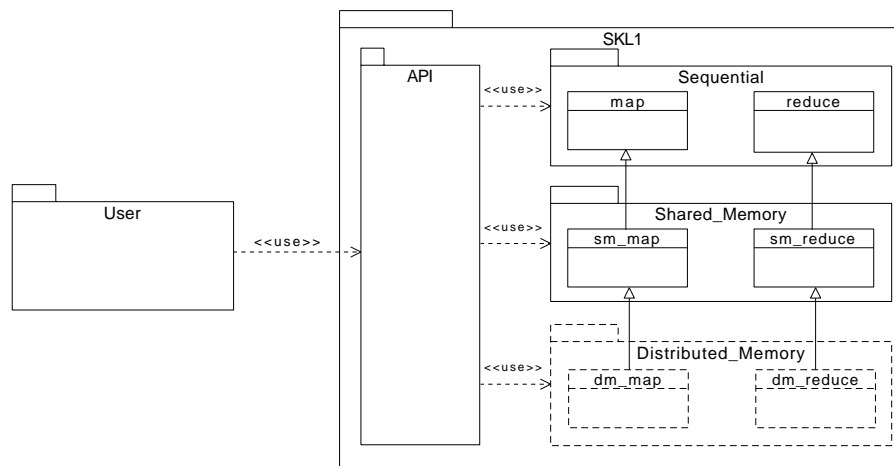 SKL1
API
<<use>>
Sequential
map
reduce
User
<<use>>
<<use>>
Shared_Memory
sm_map
sm_reduce
<<use>>
Distributed_Memory
dm_map
dm_reduce